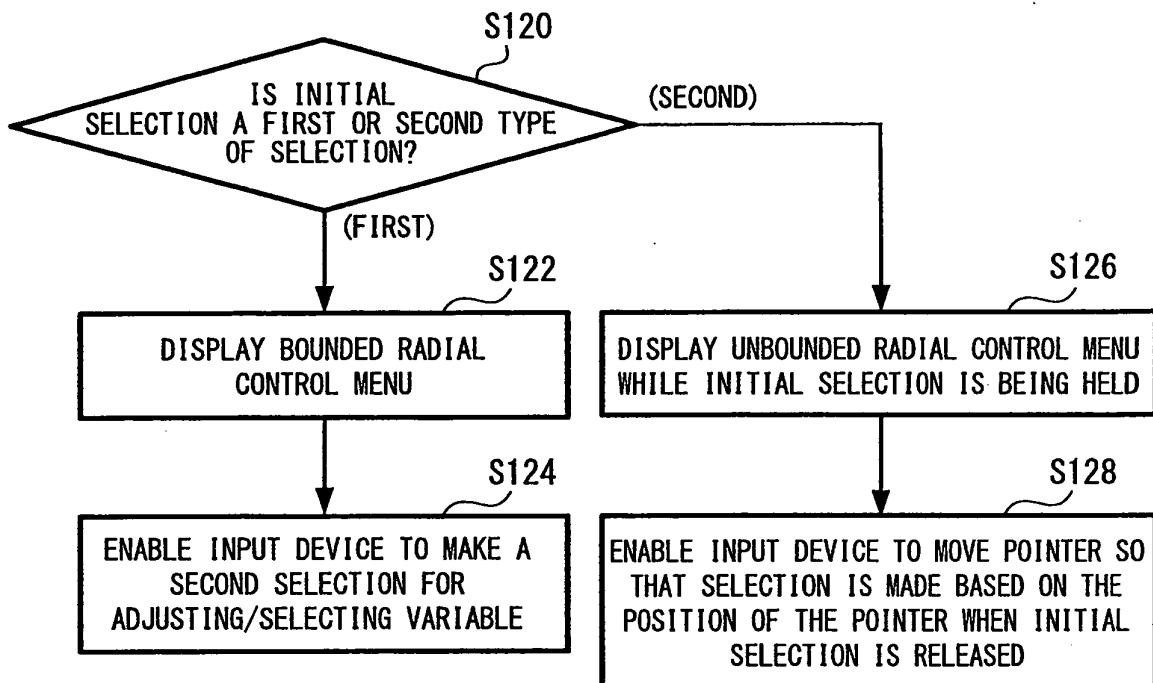 S120
IS INITIAL
SELECTION A FIRST OR SECOND TYPE
OF SELECTION?
(SECOND)
(FIRST)
S122
DISPLAY BOUNDED RADIAL
CONTROL MENU
S124
ENABLE INPUT DEVICE TO MAKE A
SECOND SELECTION FOR
ADJUSTING/SELECTING VARIABLE
S126
DISPLAY UNBOUNDED RADIAL CONTROL MENU
WHILE INITIAL SELECTION IS BEING HELD
S128
ENABLE INPUT DEVICE TO MOVE POINTER SO
THAT SELECTION IS MADE BASED ON THE
POSITION OF THE POINTER WHEN INITIAL
SELECTION IS RELEASED